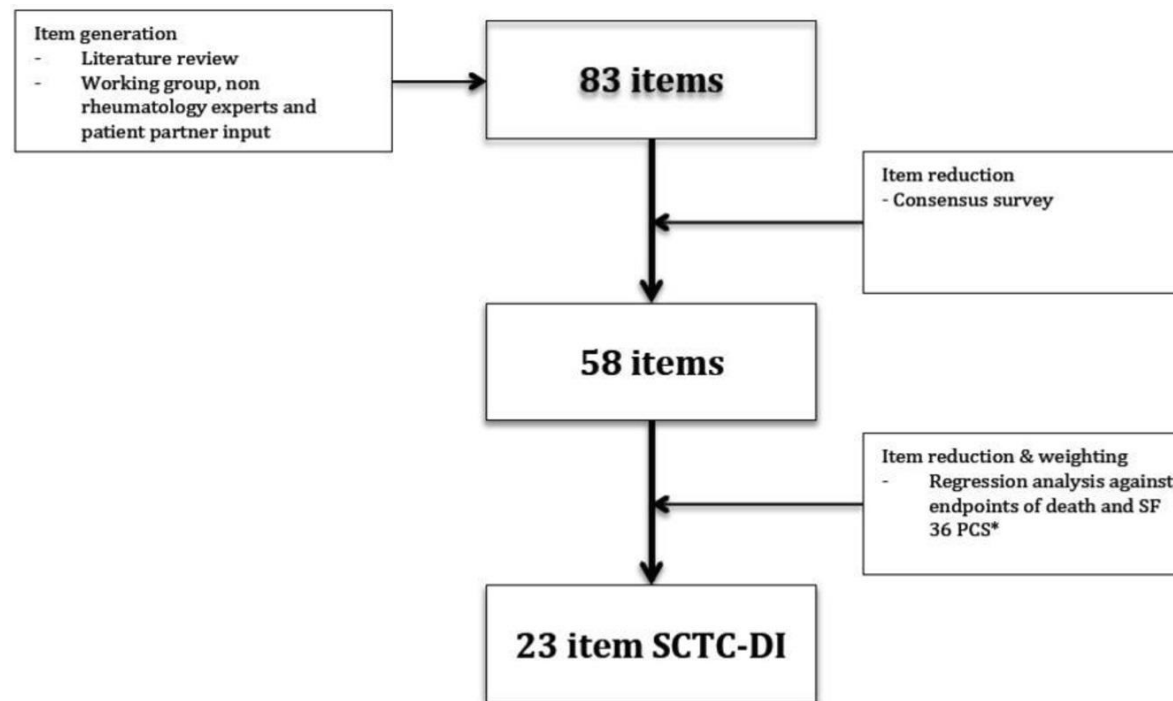 Item generation
- Literature review
- Working group, non
rheumatology experts and
patient partner input
83 items
Item reduction
- Consensus survey
58 items
Item reduction & weighting
- Regression analysis against
endpoints of death and SF
36 PCS*
23 item SCTC-DI